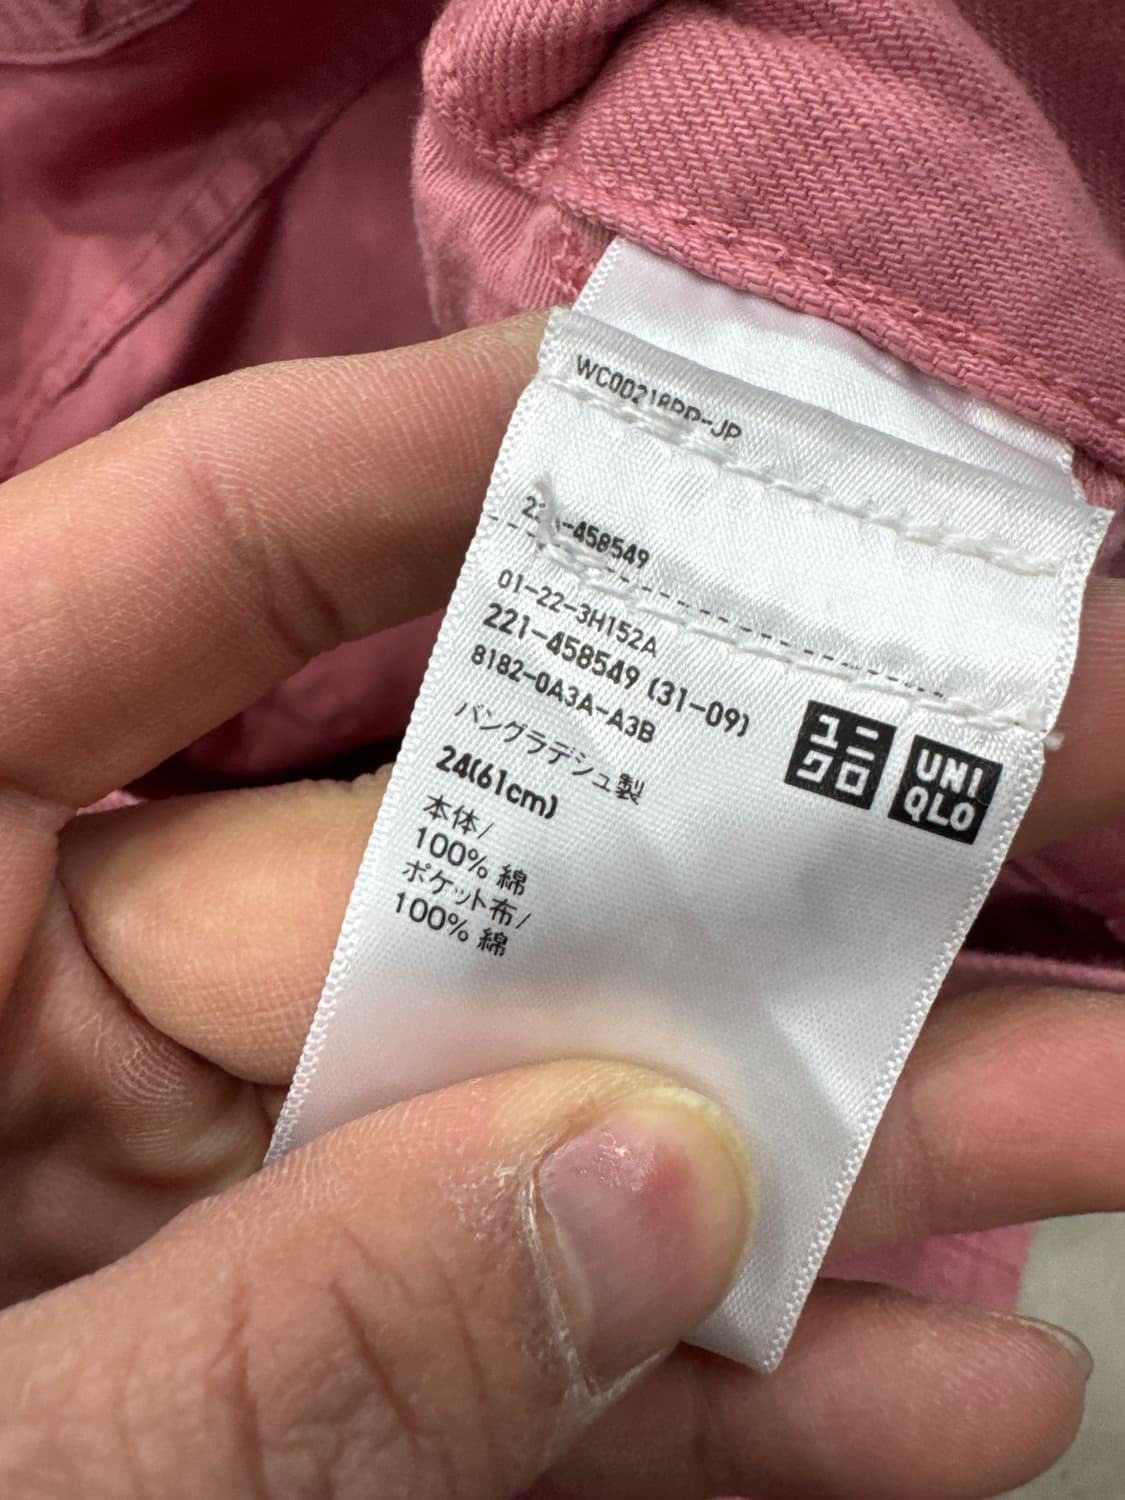 WC00218PP-JP
221-458549
01-22-3H152A
221-458549 (31-09)
8182-0A3A-A3B
バングラデシュ製
24(61cm)
本体/
100% 綿
ポケット布/
100% 綿
ユニ
クロ
UNI
QLO